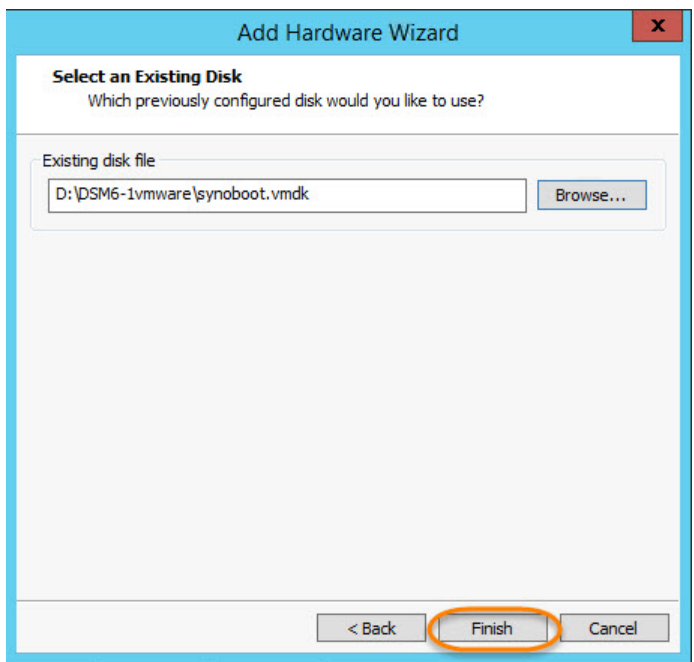 Add Hardware Wizard
x
Select an Existing Disk
Which previously configured disk would you like to use?
Existing disk file
D:\DSM6-1vmware\synoboot.vmdk
Browse...
< Back
Finish
Cancel